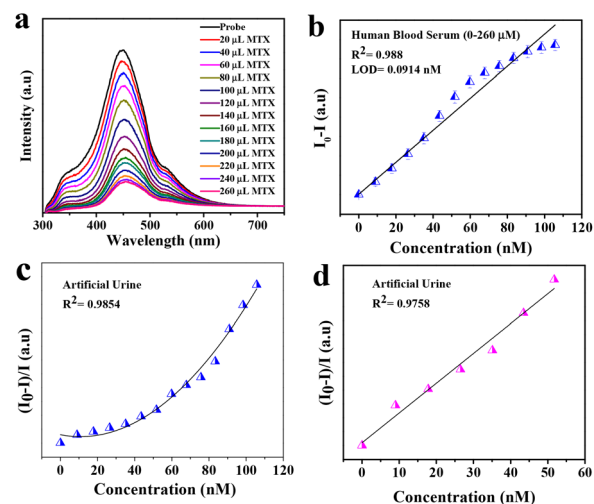 a
Probe
20 µL MTX
40 µL MTX
60 µL MTX
80 µL MTX
100 µL MTX
120 µL MTX
140 µL MTX
160 µL MTX
180 µL MTX
200 µL MTX
220 µL MTX
240 µL MTX
260 µL MTX
Intensity (a.u)
300 400 500 600 700
Wavelength (nm)
b
Human Blood Serum (0-260 µM)
R²= 0.988
LOD= 0.0914 nM
I₀-I (a.u)
0 20 40 60 80 100 120
Concentration (nM)
c
Artificial Urine
R²= 0.9854
(I₀-I)/I (a.u)
0 20 40 60 80 100 120
Concentration (nM)
d
Artificial Urine
R²= 0.9758
(I₀-I)/I (a.u)
0 10 20 30 40 50 60
Concentration (nM)